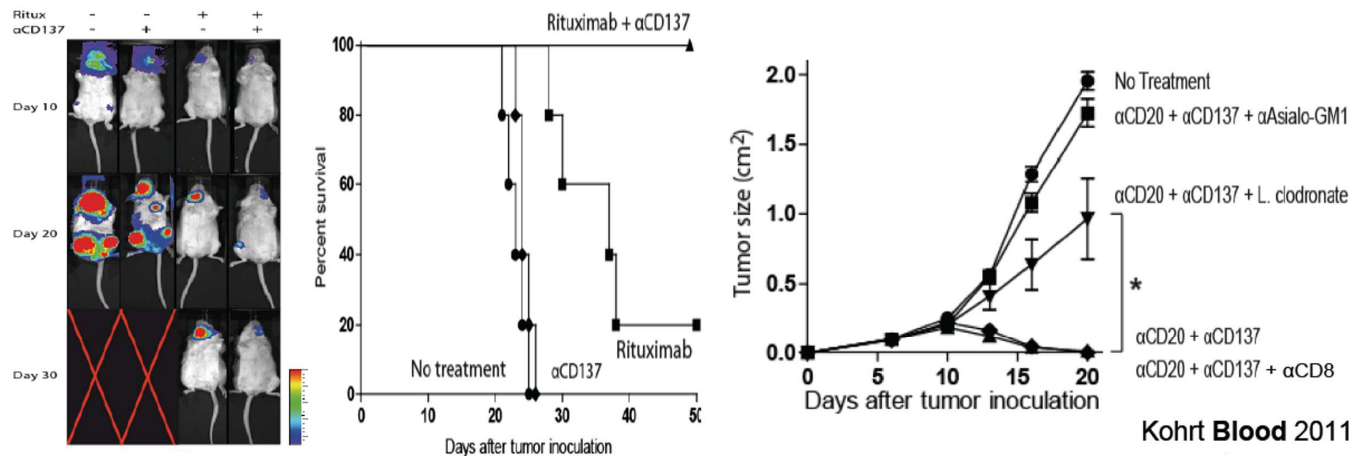 Ritux - - + +
αCD137 - + - +
Day 10
Day 20
Day 30
Rituximab + αCD137
Percent survival
100
80
60
40
20
0
No treatment
αCD137
Rituximab
0 10 20 30 40 50
Days after tumor inoculation
Tumor size (cm²)
2.0
1.5
1.0
0.5
0.0
No Treatment
αCD20 + αCD137 + αAsialo-GM1
αCD20 + αCD137 + L. clodronate
*
αCD20 + αCD137
αCD20 + αCD137 + αCD8
0 5 10 15 20
Days after tumor inoculation
Kohrt Blood 2011